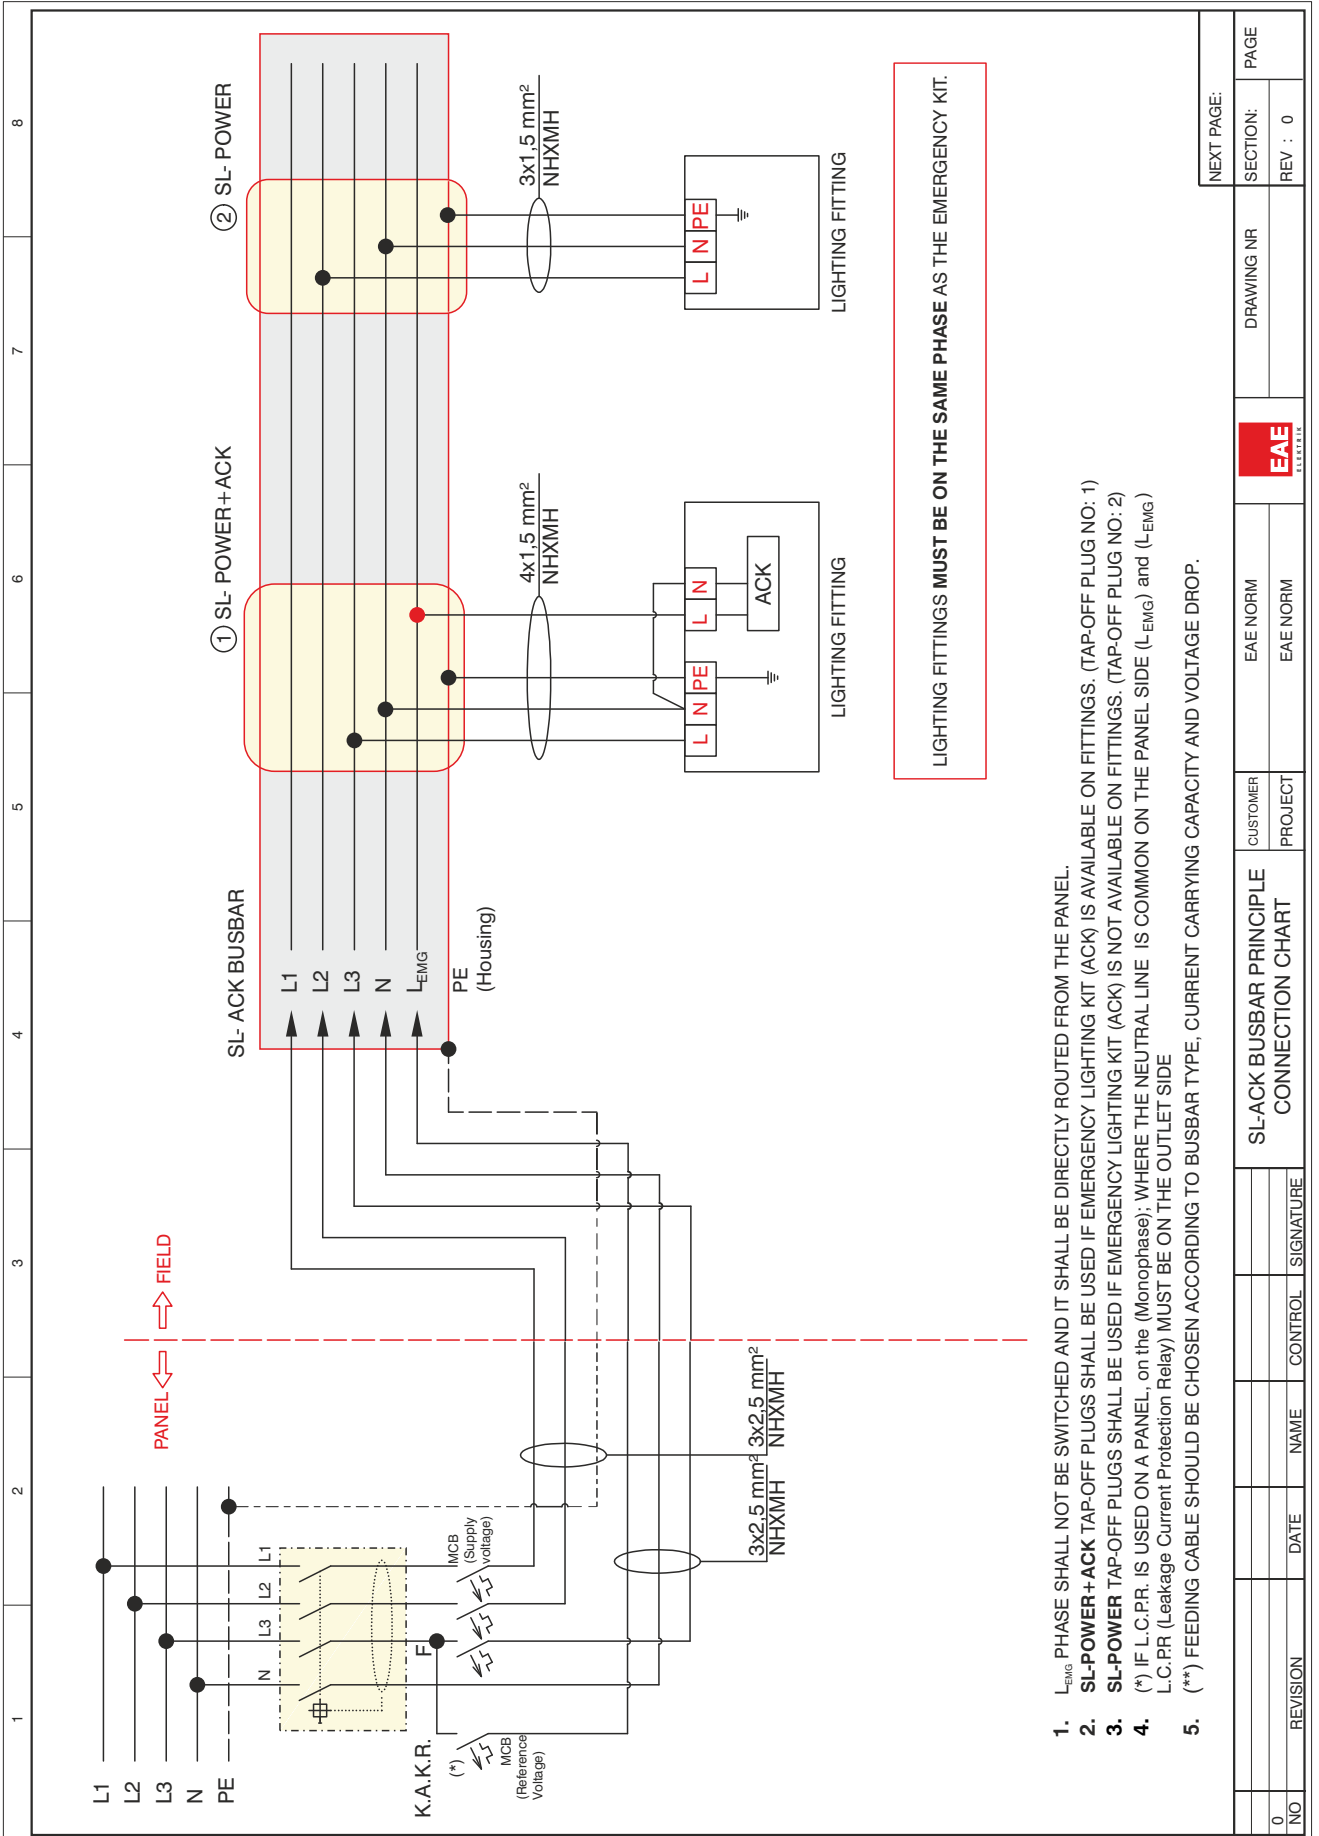 1
2
3
4
5
6
7
8
PANEL
FIELD
L1
L2
L3
N
PE
L1
L2
L3
N
K.A.K.R.
F
(*)
MCB
(Reference
Voltage)
MCB
(Supply
voltage)
3x2,5 mm²
NHXMH
3x2,5 mm²
NHXMH
SL- ACK BUSBAR
L1
L2
L3
N
LEMG
PE
(Housing)
1 SL- POWER+ACK
4x1,5 mm²
NHXMH
L N PE
L N
ACK
LIGHTING FITTING
2 SL- POWER
3x1,5 mm²
NHXMH
L N PE
LIGHTING FITTING
LIGHTING FITTINGS MUST BE ON THE SAME PHASE AS THE EMERGENCY KIT.
1. LEMG PHASE SHALL NOT BE SWITCHED AND IT SHALL BE DIRECTLY ROUTED FROM THE PANEL.
2. SL-POWER+ACK TAP-OFF PLUGS SHALL BE USED IF EMERGENCY LIGHTING KIT (ACK) IS AVAILABLE ON FITTINGS. (TAP-OFF PLUG NO: 1)
3. SL-POWER TAP-OFF PLUGS SHALL BE USED IF EMERGENCY LIGHTING KIT (ACK) IS NOT AVAILABLE ON FITTINGS. (TAP-OFF PLUG NO: 2)
4. (*) IF L.C.P.R. IS USED ON A PANEL, on the (Monophase); WHERE THE NEUTRAL LINE IS COMMON ON THE PANEL SIDE (LEMG) and (LEMG)
L.C.P.R (Leakage Current Protection Relay) MUST BE ON THE OUTLET SIDE
5. (**) FEEDING CABLE SHOULD BE CHOSEN ACCORDING TO BUSBAR TYPE, CURRENT CARRYING CAPACITY AND VOLTAGE DROP.
NEXT PAGE:
0
NO
REVISION
DATE
NAME
CONTROL
SIGNATURE
SL-ACK BUSBAR PRINCIPLE
CONNECTION CHART
CUSTOMER
EAE NORM
PROJECT
EAE NORM
EAE
ELEKTRIK
DRAWING NR
SECTION:
PAGE
REV : 0